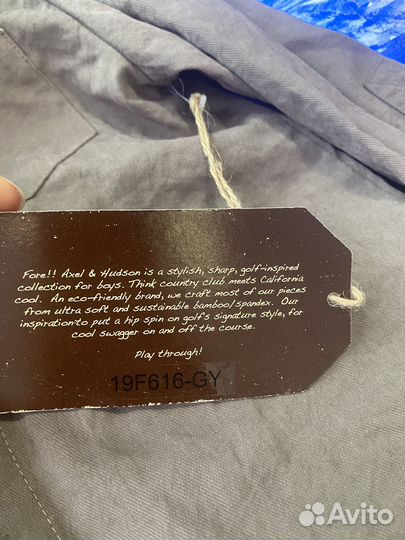 Fore!! Axel & Hudson is a stylish, sharp, golf-inspired
collection for boys. Think country club meets California
cool. An eco-friendly brand, we craft most of our pieces
from ultra soft and sustainable bamboo/spandex. Our
inspiration-to put a hip spin on golf's signature style, for
cool swagger on and off the course.
Play through!
19F616-GY
Avito